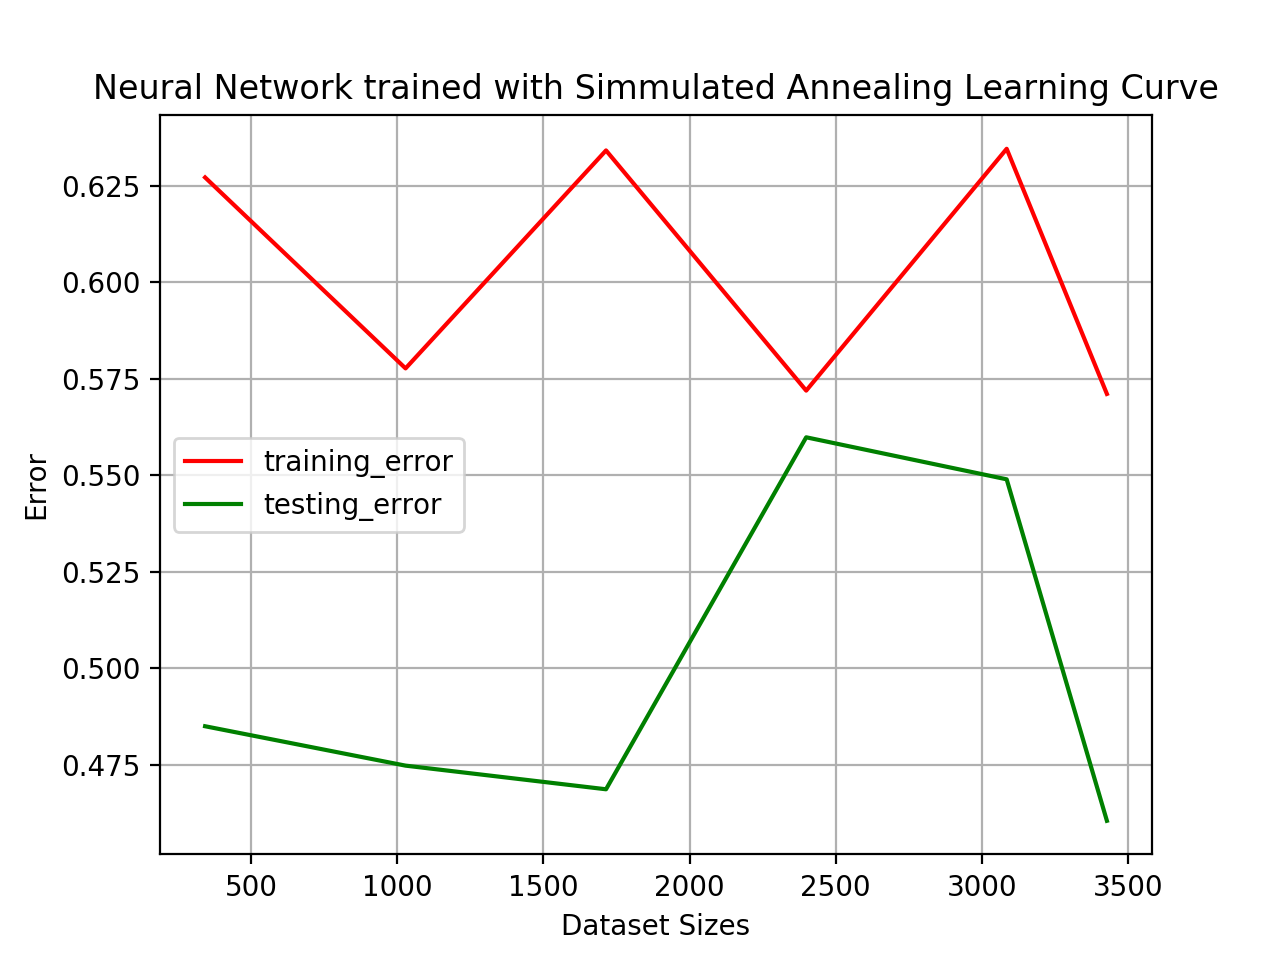 Neural Network trained with Simmulated Annealing Learning Curve
0.625
0.600
0.575
0.550
0.525
0.500
0.475
Error
training_error
testing_error
500 1000 1500 2000 2500 3000 3500
Dataset Sizes